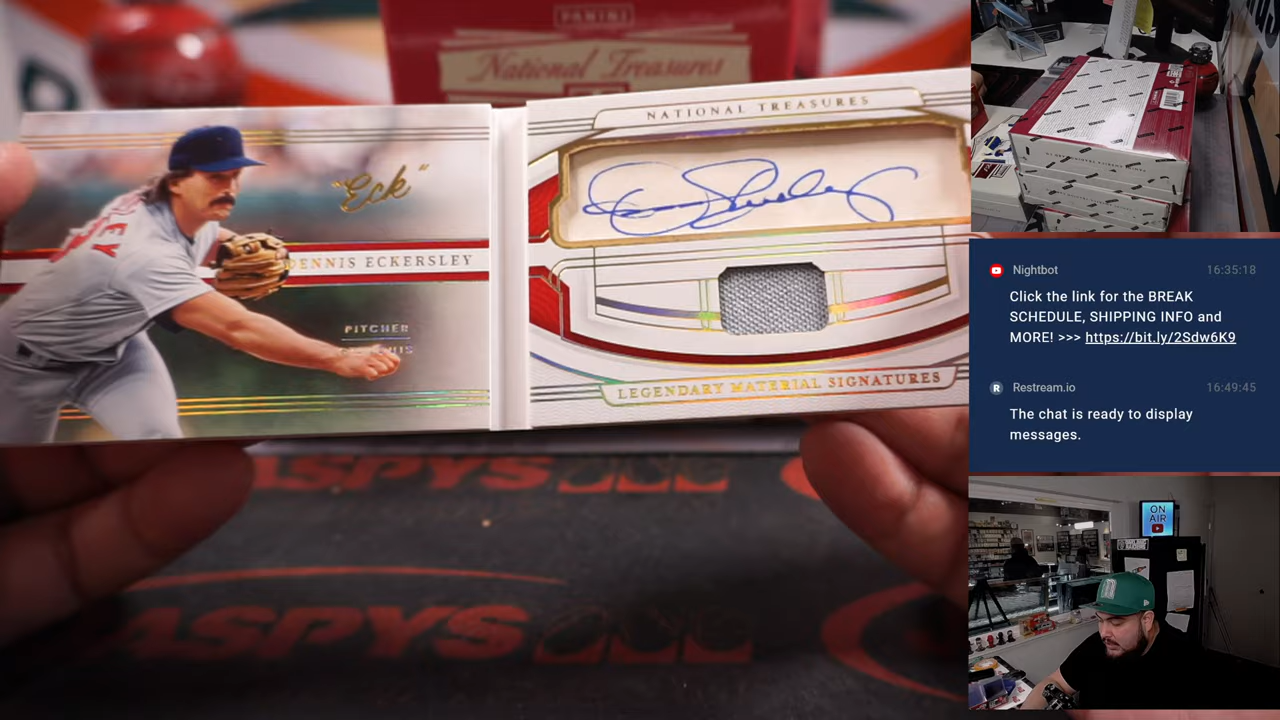 PANINI
National Treasures
NATIONAL TREASURES
"Eck"
DENNIS ECKERSLEY
PITCHER
LEGENDARY MATERIAL SIGNATURES
ASPYS
ASPYS
Nightbot
16:35:18
Click the link for the BREAK
SCHEDULE, SHIPPING INFO and
MORE! >>> https://bit.ly/2Sdw6K9
Restream.io
16:49:45
The chat is ready to display
messages.
ON
AIR